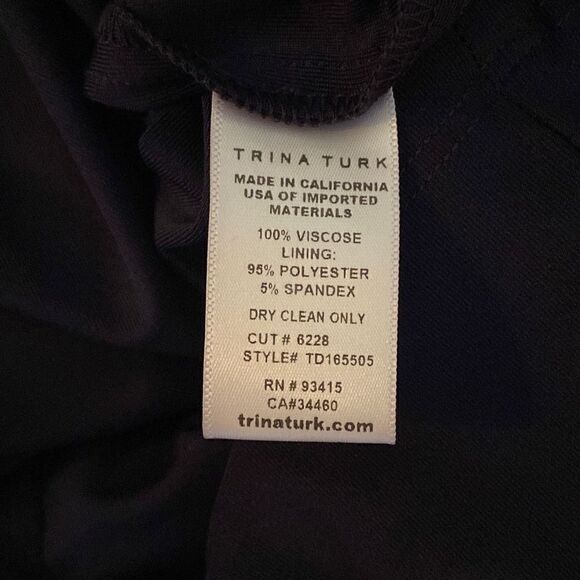 TRINA TURK
MADE IN CALIFORNIA
USA OF IMPORTED
MATERIALS
100% VISCOSE
LINING:
95% POLYESTER
5% SPANDEX
DRY CLEAN ONLY
CUT # 6228
STYLE# TD165505
RN # 93415
CA#34460
trinaturk.com